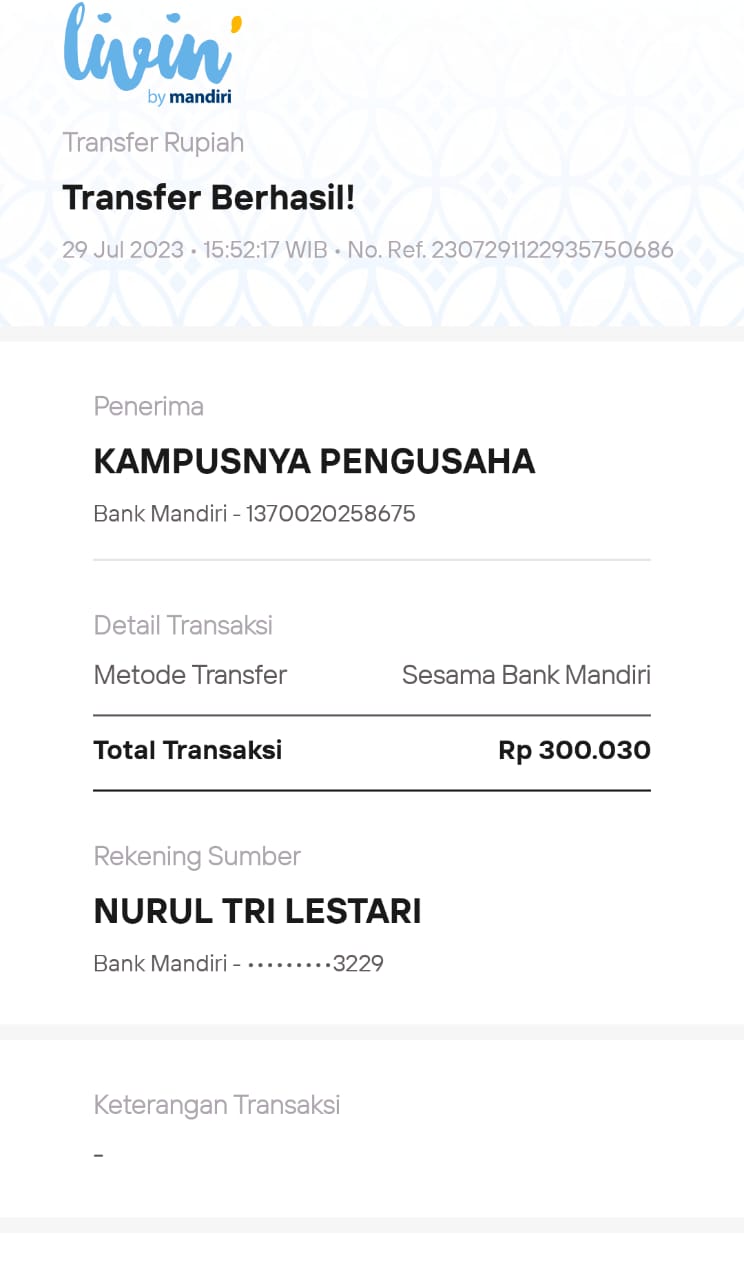 livin'
by mandiri
Transfer Rupiah
Transfer Berhasil!
29 Jul 2023 • 15:52:17 WIB • No. Ref. 2307291122935750686
Penerima
KAMPUSNYA PENGUSAHA
Bank Mandiri - 1370020258675
Detail Transaksi
Metode Transfer Sesama Bank Mandiri
Total Transaksi Rp 300.030
Rekening Sumber
NURUL TRI LESTARI
Bank Mandiri - •••••••••3229
Keterangan Transaksi
-